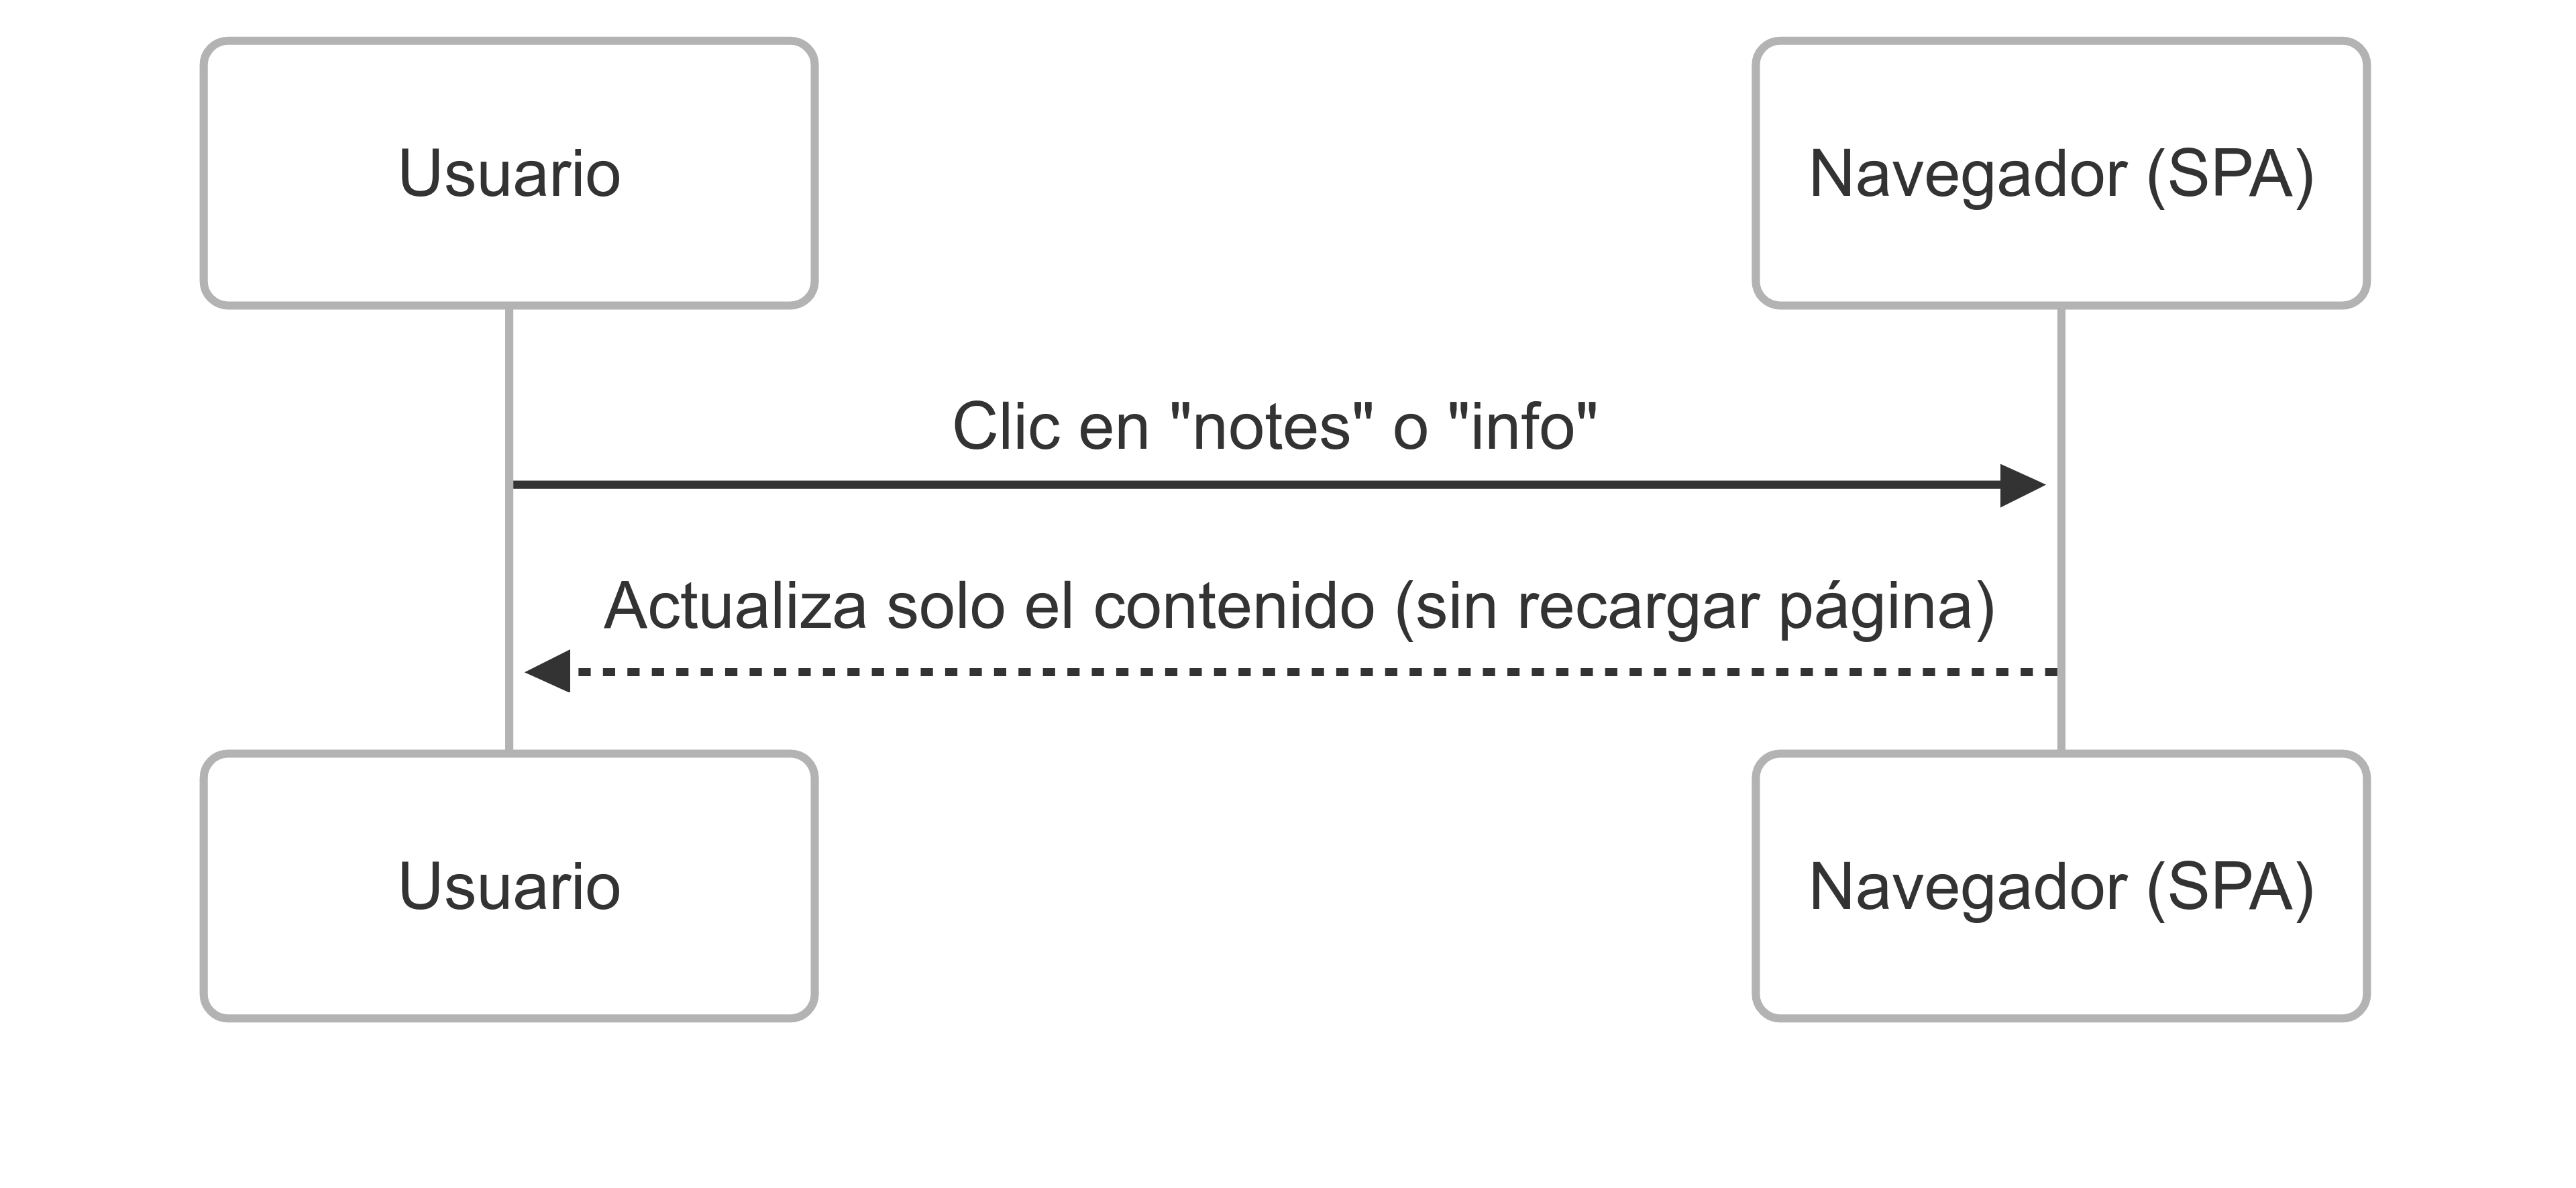 Usuario
Navegador (SPA)
Clic en "notes" o "info"
Actualiza solo el contenido (sin recargar página)
Usuario
Navegador (SPA)